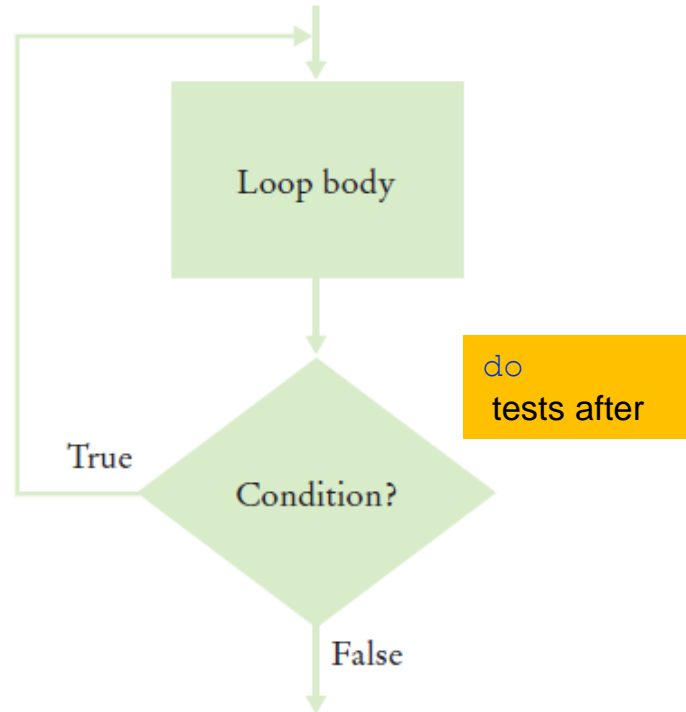 Loop body
do
tests after
True
Condition?
False